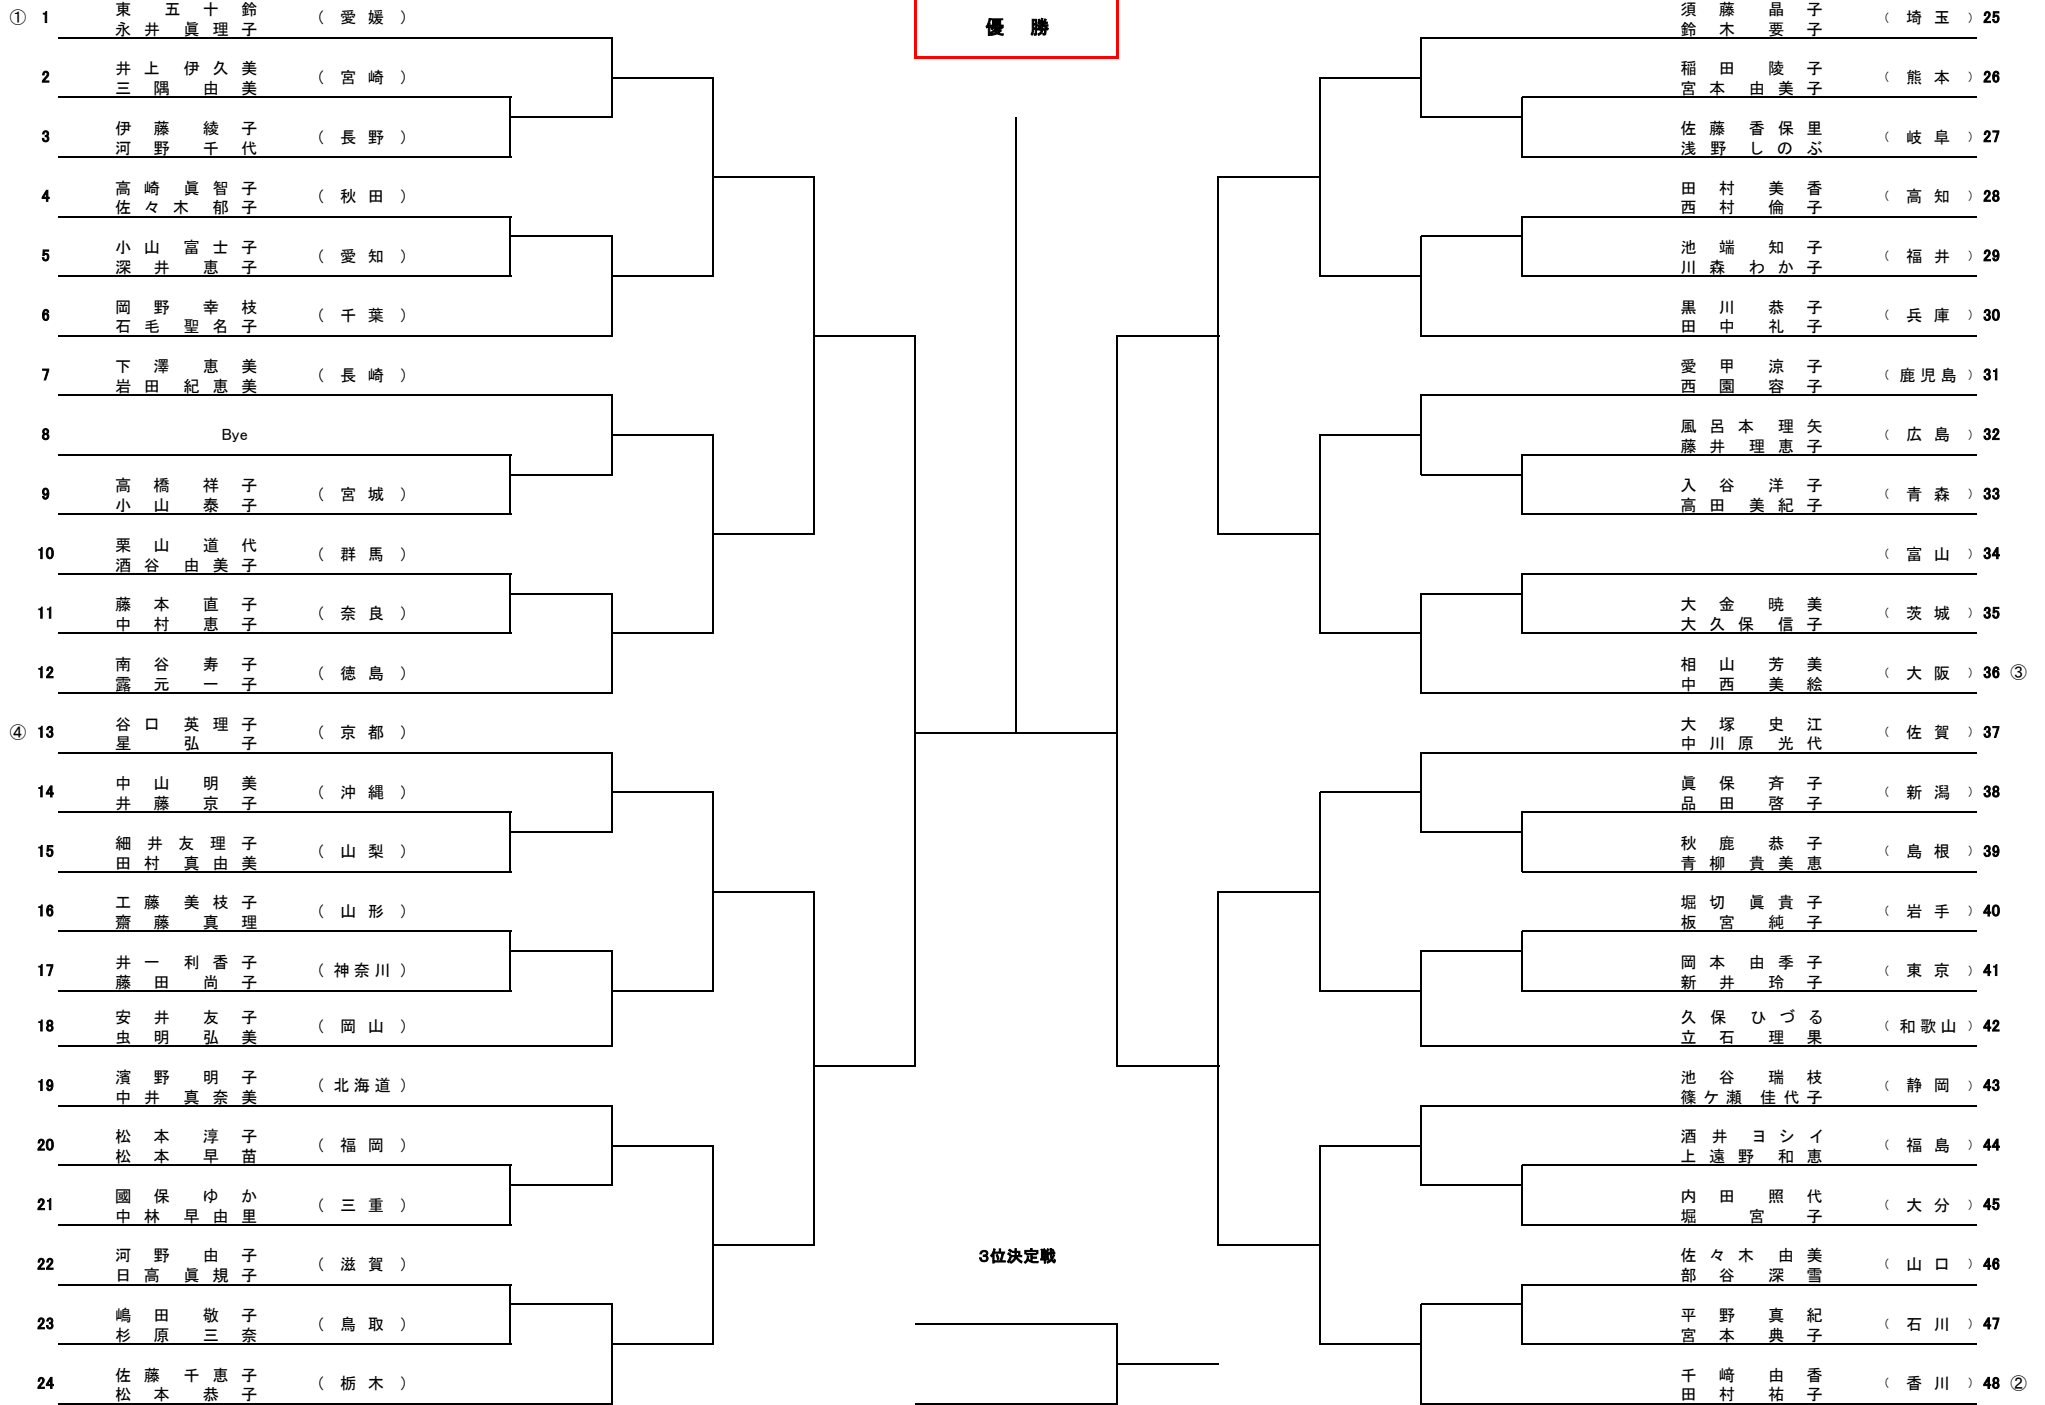 優 勝
① 1 東 五 十 鈴 （ 愛 媛 ）
永 井 眞 理 子
2 井 上 伊 久 美 （ 宮 崎 ）
三 隅 由 美
3 伊 藤 綾 子 （ 長 野 ）
河 野 千 代
4 高 崎 眞 智 子 （ 秋 田 ）
佐 々 木 郁 子
5 小 山 富 士 子 （ 愛 知 ）
深 井 恵 子
6 岡 野 幸 枝 （ 千 葉 ）
石 毛 聖 名 子
7 下 澤 恵 美 （ 長 崎 ）
岩 田 紀 恵 美
8 Bye
9 高 橋 祥 子 （ 宮 城 ）
小 山 泰 子
10 栗 山 道 代 （ 群 馬 ）
酒 谷 由 美 子
11 藤 本 直 子 （ 奈 良 ）
中 村 恵 子
12 南 谷 寿 子 （ 徳 島 ）
露 元 一 子
④ 13 谷 口 英 理 子 （ 京 都 ）
星 弘 子
14 中 山 明 美 （ 沖 縄 ）
井 藤 京 子
15 細 井 友 理 子 （ 山 梨 ）
田 村 真 由 美
16 工 藤 美 枝 子 （ 山 形 ）
齋 藤 真 理
17 井 一 利 香 子 （ 神 奈 川 ）
藤 田 尚 子
18 安 井 友 子 （ 岡 山 ）
虫 明 弘 美
19 濱 野 明 子 （ 北 海 道 ）
中 井 真 奈 美
20 松 本 淳 子 （ 福 岡 ）
松 本 早 苗
21 國 保 ゆ か （ 三 重 ）
中 林 早 由 里
22 河 野 由 子 （ 滋 賀 ）
日 高 眞 規 子
23 嶋 田 敬 子 （ 鳥 取 ）
杉 原 三 奈
24 佐 藤 千 恵 子 （ 栃 木 ）
松 本 恭 子
須 藤 晶 子 （ 埼 玉 ） 25
鈴 木 要 子
稲 田 陵 子 （ 熊 本 ） 26
宮 本 由 美 子
佐 藤 香 保 里 （ 岐 阜 ） 27
浅 野 し の ぶ
田 村 美 香 （ 高 知 ） 28
西 村 倫 子
池 端 知 子 （ 福 井 ） 29
川 森 わ か 子
黒 川 恭 子 （ 兵 庫 ） 30
田 中 礼 子
愛 甲 涼 子 （ 鹿 児 島 ） 31
西 園 容 子
風 呂 本 理 矢 （ 広 島 ） 32
藤 井 理 恵 子
入 谷 洋 子 （ 青 森 ） 33
高 田 美 紀 子
（ 富 山 ） 34
大 金 暁 美 （ 茨 城 ） 35
大 久 保 信 子
相 山 芳 美 （ 大 阪 ） 36 ③
中 西 美 絵
大 塚 史 江 （ 佐 賀 ） 37
中 川 原 光 代
眞 保 斉 子 （ 新 潟 ） 38
品 田 啓 子
秋 鹿 恭 子 （ 島 根 ） 39
青 柳 貴 美 恵
堀 切 眞 貴 子 （ 岩 手 ） 40
板 宮 純 子
岡 本 由 季 子 （ 東 京 ） 41
新 井 玲 子
久 保 ひ づ る （ 和 歌 山 ） 42
立 石 理 果
池 谷 瑞 枝 （ 静 岡 ） 43
篠 ケ 瀬 佳 代 子
酒 井 ヨ シ イ （ 福 島 ） 44
上 遠 野 和 恵
内 田 照 代 （ 大 分 ） 45
堀 宮 子
佐 々 木 由 美 （ 山 口 ） 46
部 谷 深 雪
平 野 真 紀 （ 石 川 ） 47
宮 本 典 子
千 﨑 由 香 （ 香 川 ） 48 ②
田 村 祐 子
３位決定戦